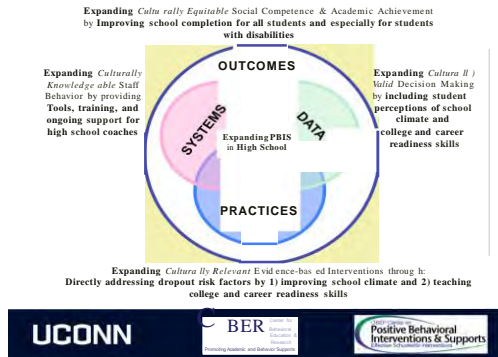 Expanding Cultu rally Equitable Social Competence & Academic Achievement
by Improving school completion for all students and especially for students
with disabilities
OUTCOMES
Expanding Culturally
Knowledge able Staff
Behavior by providing
Tools, training, and
ongoing support for
high school coaches
Expanding Cultura ll )
Valid Decision Making
by including student
perceptions of school
climate and
college and career
readiness skills
SYSTEMS
DATA
Expanding PBIS
in High School
PRACTICES
Expanding Cultura lly Relevant Evid ence-bas ed Interventions throug h:
Directly addressing dropout risk factors by 1) improving school climate and 2) teaching
college and career readiness skills
UCONN
C BER
Center for
Behavioral
Education &
Research
Promoting Academic and Behavior Supports
Positive Behavioral
Interventions & Supports